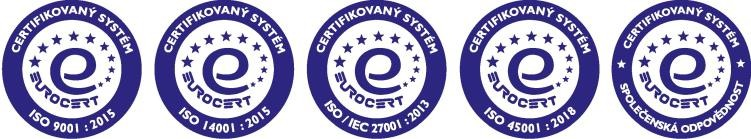 CERTIFIKOVANÝ SYSTÉM
EUROCERT
ISO 9001 : 2015
CERTIFIKOVANÝ SYSTÉM
EUROCERT
ISO 14001 : 2015
CERTIFIKOVANÝ SYSTÉM
EUROCERT
ISO / IEC 27001 : 2013
CERTIFIKOVANÝ SYSTÉM
EUROCERT
ISO 45001 : 2018
CERTIFIKOVANÝ SYSTÉM
EUROCERT
SPOLEČENSKÁ ODPOVĚDNOST